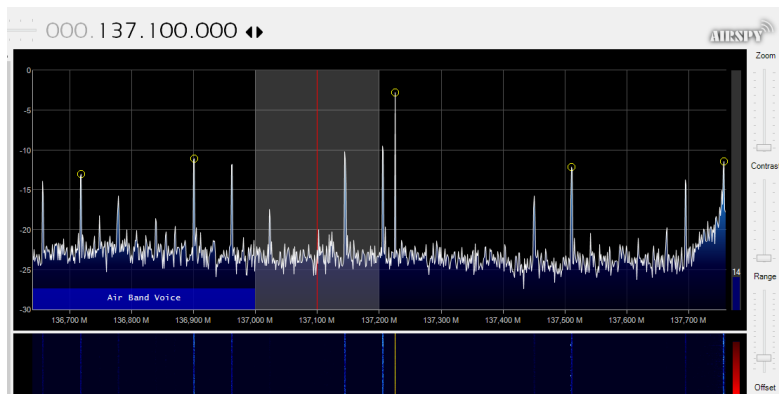 000.137.100.000
AIRSPY
Zoom
0
-5
-10
Contras
-15
-20
-25
Range
14
Air Band Voice
-30
136,700 M 136,800 M 136,900 M 137,000 M 137,100 M 137,200 M 137,300 M 137,400 M 137,500 M 137,600 M 137,700 M
Offset